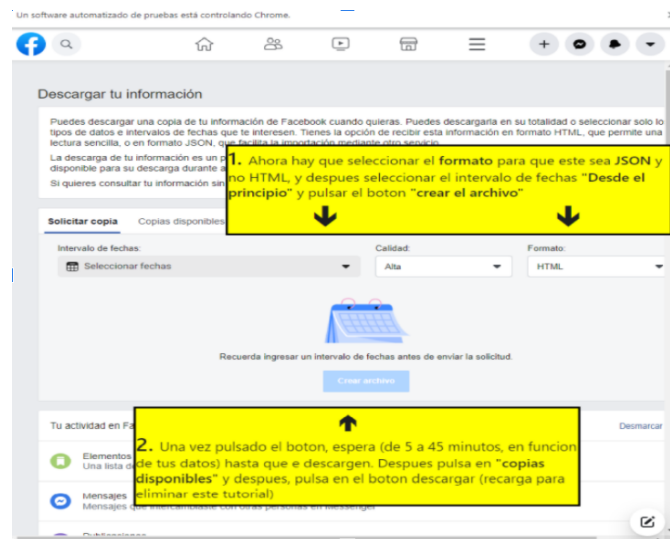 Un software automatizado de pruebas está controlando Chrome.
Descargar tu información
Puedes descargar una copia de tu información de Facebook cuando quieras. Puedes descargarla en su totalidad o seleccionar solo lo
tipos de datos e intervalos de fechas que te interesen. Tienes la opción de recibir esta información en formato HTML, que permite una
lectura sencilla, o en formato JSON, que facilita la importación mediante otro servicio.
La descarga de tu información es un p
disponible para su descarga durante a
Si quieres consultar tu información sin
1. Ahora hay que seleccionar el formato para que este sea JSON y
no HTML, y despues seleccionar el intervalo de fechas "Desde el
principio" y pulsar el boton "crear el archivo"
Solicitar copia Copias disponibles
Intervalo de fechas: Calidad: Formato:
Seleccionar fechas Alta HTML
Recuerda ingresar un intervalo de fechas antes de enviar la solicitud.
Crear archivo
Tu actividad en Fa Desmarcar
2. Una vez pulsado el boton, espera (de 5 a 45 minutos, en funcion
de tus datos) hasta que e descargen. Despues pulsa en "copias
disponibles" y despues, pulsa en el boton descargar (recarga para
eliminar este tutorial)
Elementos
Una lista de
Mensajes
Mensajes que intercambiaste con otras personas en Messenger